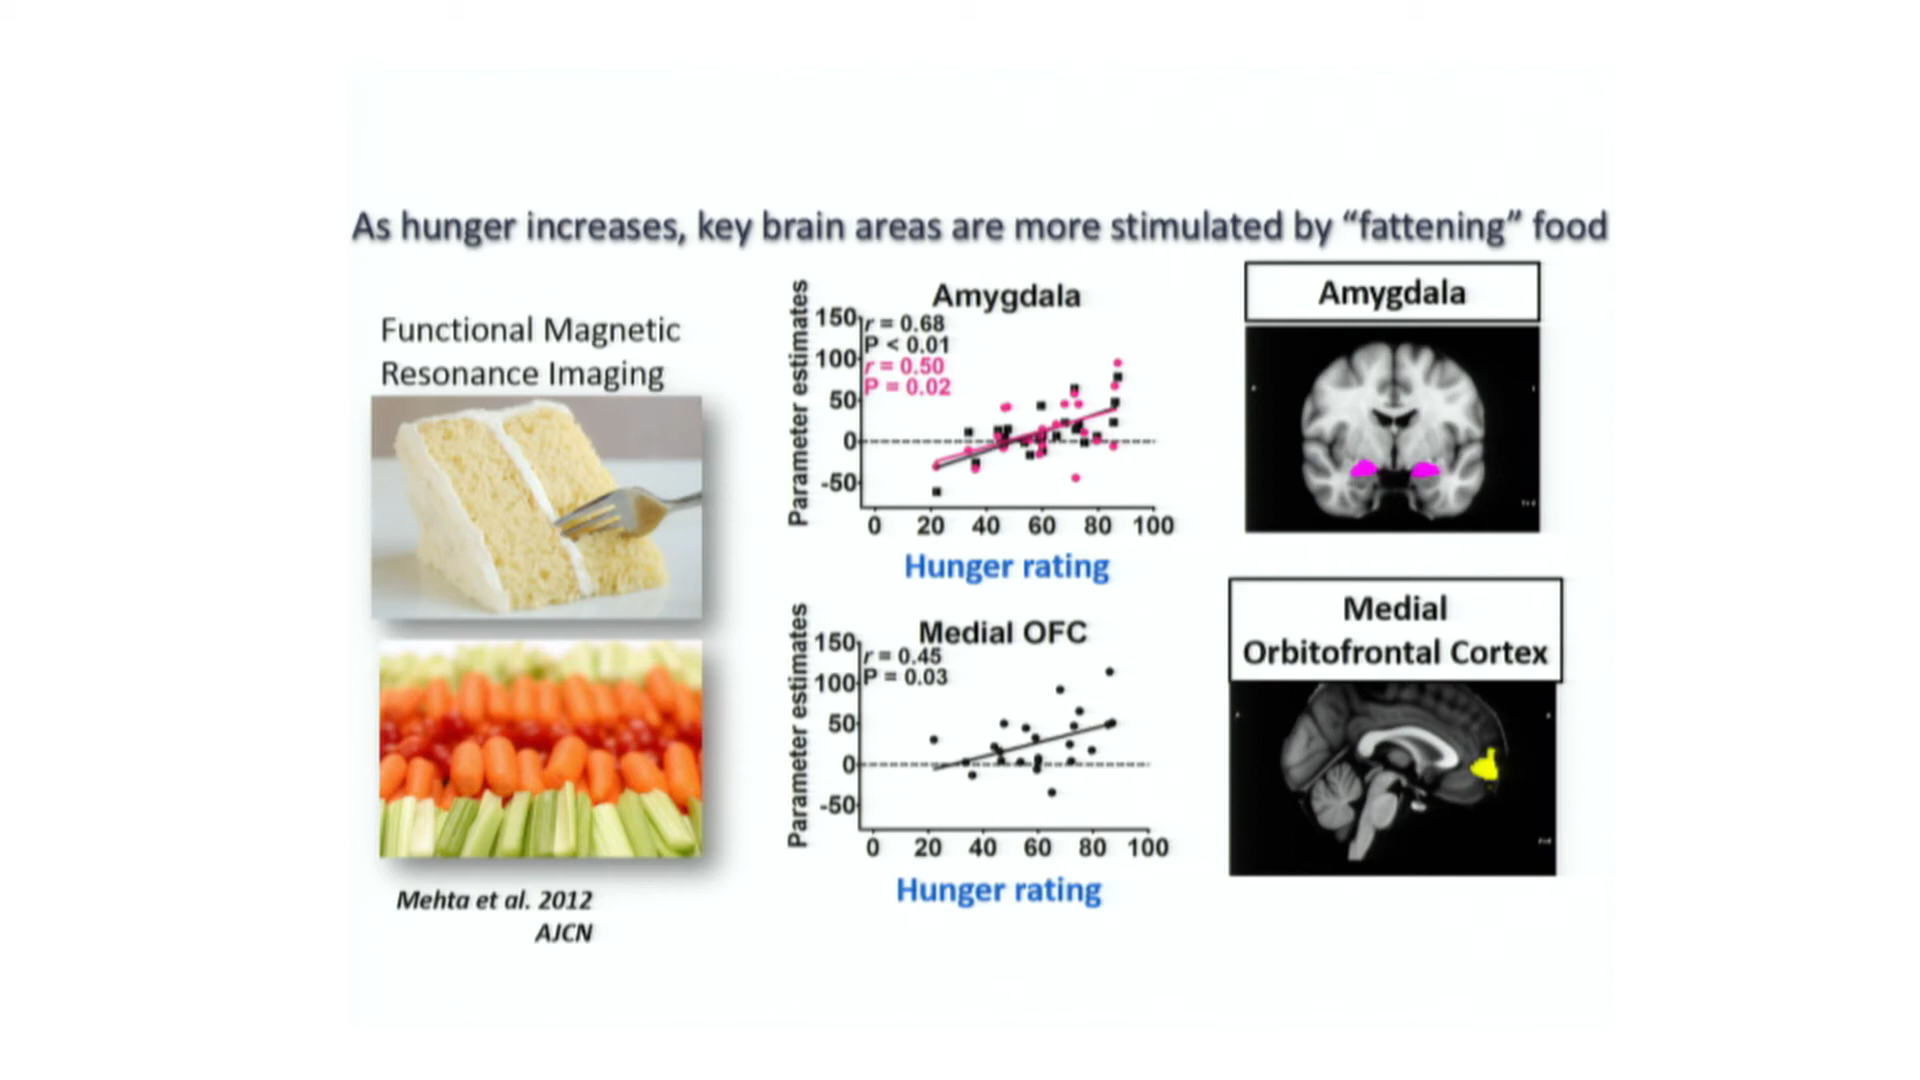 As hunger increases, key brain areas are more stimulated by “fattening” food
Functional Magnetic
Resonance Imaging
Mehta et al. 2012
AJCN
Amygdala
Parameter estimates
150
100
50
0
-50
r = 0.68
P < 0.01
r = 0.50
P = 0.02
0 20 40 60 80 100
Hunger rating
Medial OFC
Parameter estimates
150
100
50
0
-50
r = 0.45
P = 0.03
0 20 40 60 80 100
Hunger rating
Amygdala
Medial
Orbitofrontal Cortex